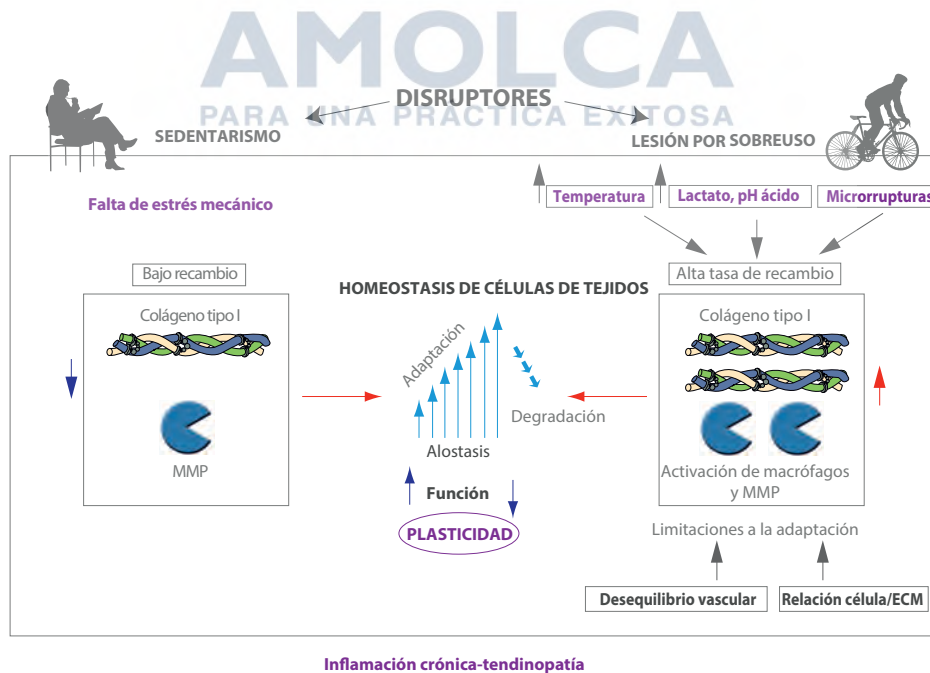 AMOLCA
PARA UNA PRÁCTICA EXITOSA
DISRUPTORES
SEDENTARISMO
LESIÓN POR SOBREUSO
Falta de estrés mecánico
Temperatura
Lactato, pH ácido
Microrrupturas
Bajo recambio
Alta tasa de recambio
HOMEOSTASIS DE CÉLULAS DE TEJIDOS
Colágeno tipo I
MMP
Adaptación
Degradación
Alostasis
Función
PLASTICIDAD
Colágeno tipo I
Activación de macrófagos
y MMP
Limitaciones a la adaptación
Desequilibrio vascular
Relación célula/ECM
Inflamación crónica-tendinopatía